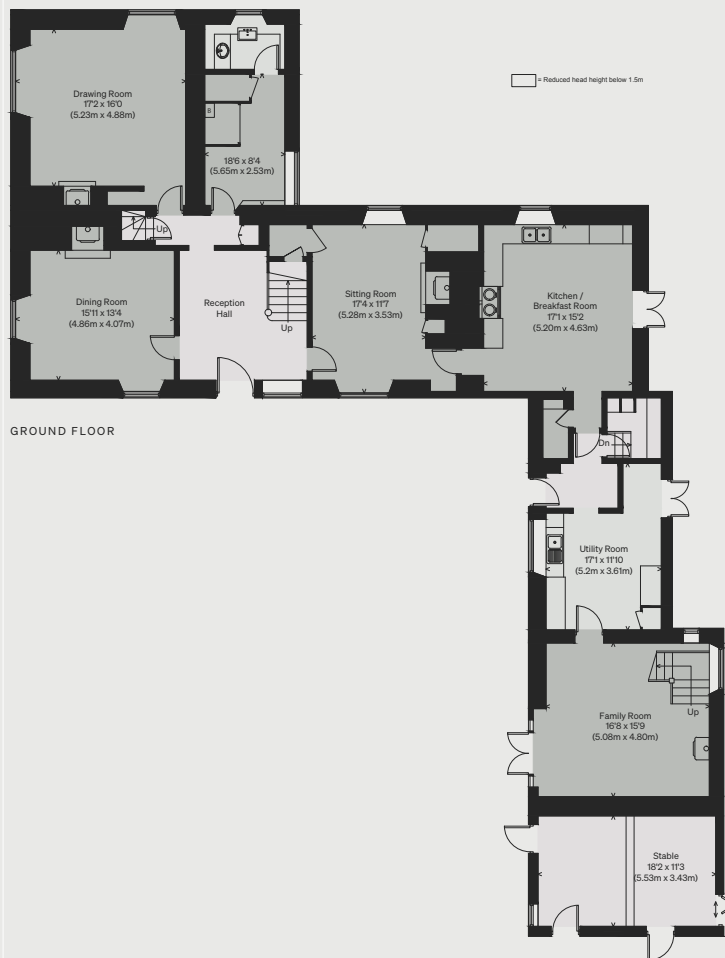 = Reduced head height below 1.5m
Drawing Room
17'2 x 16'0
(5.23m x 4.88m)
B
18'6 x 8'4
(5.65m x 2.53m)
Up
Dining Room
15'11 x 13'4
(4.86m x 4.07m)
Reception
Hall
Up
Sitting Room
17'4 x 11'7
(5.28m x 3.53m)
Kitchen /
Breakfast Room
17'1 x 15'2
(5.20m x 4.63m)
GROUND FLOOR
Dn
Utility Room
17'1 x 11'10
(5.2m x 3.61m)
Up
Family Room
16'8 x 15'9
(5.08m x 4.80m)
Stable
18'2 x 11'3
(5.53m x 3.43m)